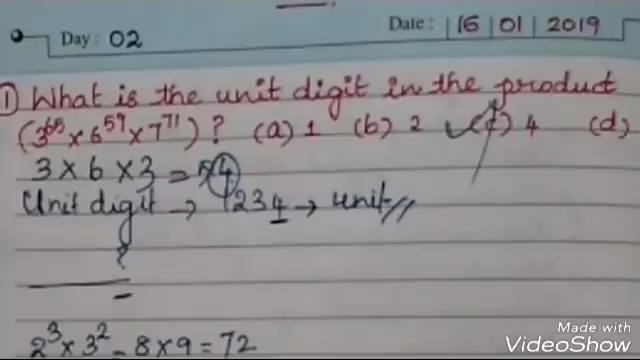 Day : 02
Date : 16 01 2019
① What is the unit digit in the product
(3⁶⁵ × 6⁵⁹ × 7⁷¹) ? (a) 1 (b) 2 (c) 4 (d)
3 × 6 × 3 = 54
Unit digit → 1234 → unit
?
2³ × 3² = 8 × 9 = 72
Made with
VideoShow